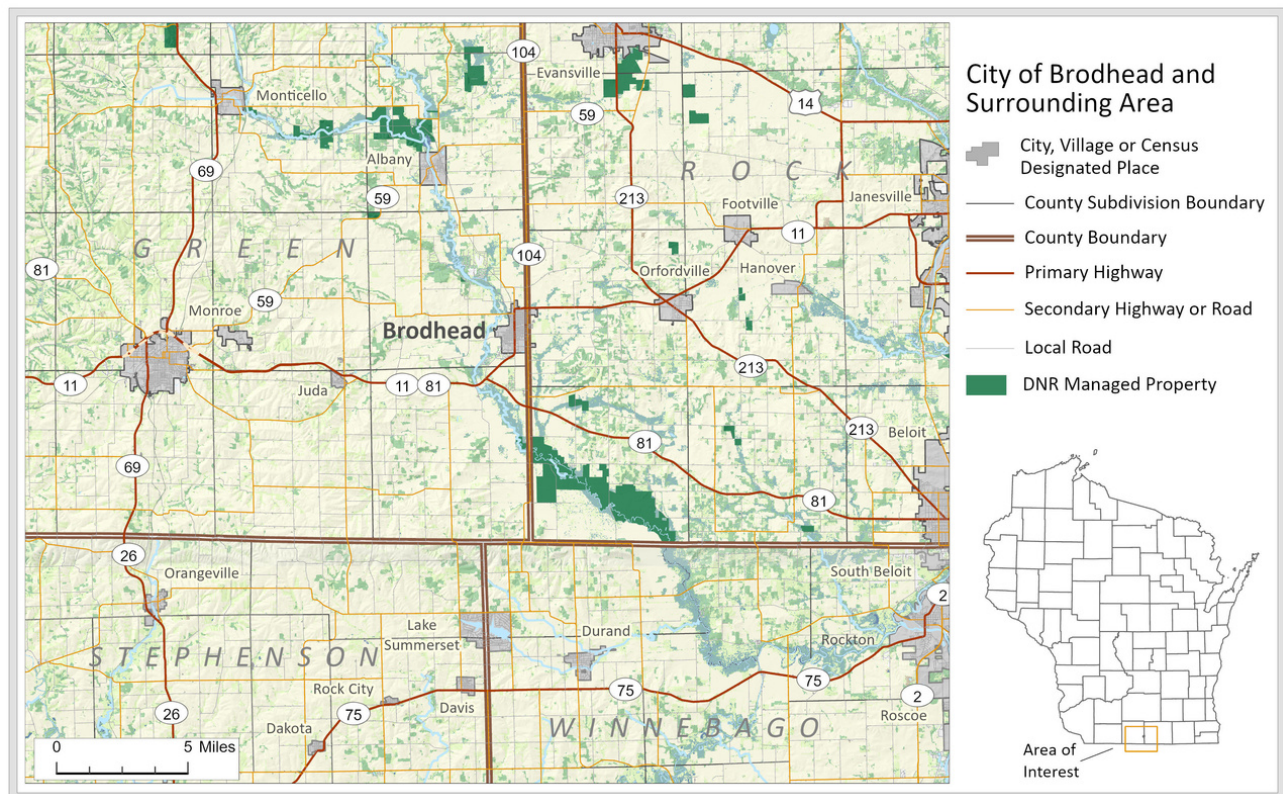 104
Evansville
Monticello
14
59
Albany
69
59
R O C K
213
Footville
Janesville
11
G R E E N
104
81
Orfordville
Hanover
59
Monroe
Brodhead
213
11
Juda
11
81
213
81
Beloit
69
81
26
Orangeville
South Beloit
2
Lake
Summerset
Durand
Rockton
S T E P H E N S O N
Rock City
75
75
2
Davis
75
Roscoe
26
Dakota
W I N N E B A G O
0
5 Miles
City of Brodhead and
Surrounding Area
City, Village or Census
Designated Place
County Subdivision Boundary
County Boundary
Primary Highway
Secondary Highway or Road
Local Road
DNR Managed Property
Area of
Interest